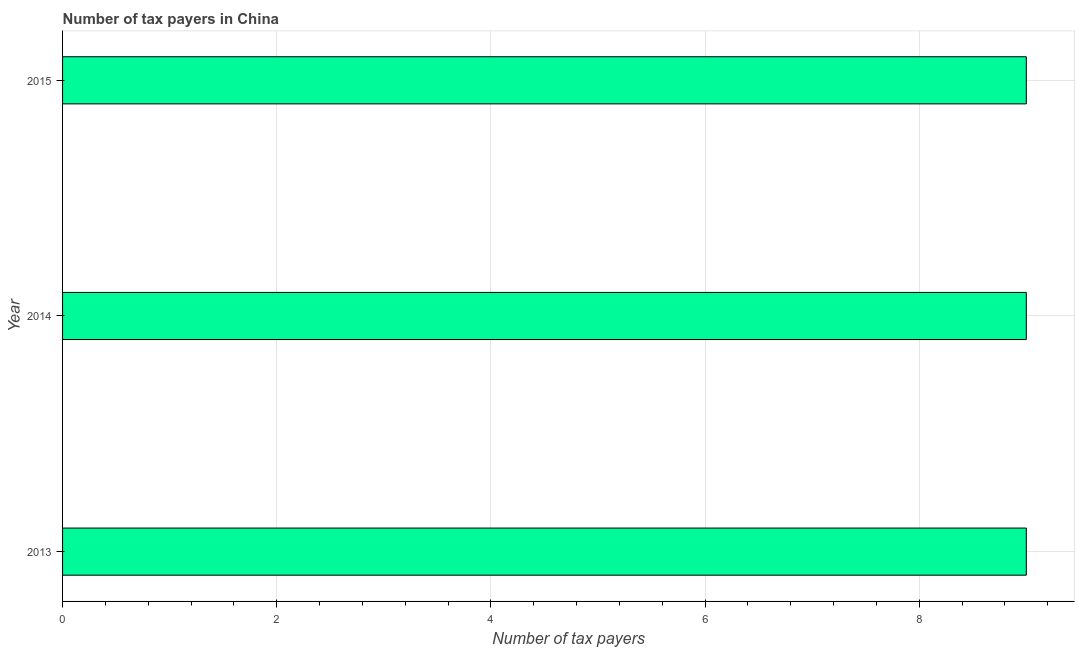 Number of tax payers in China
2015
2014
2013
Year
0 2 4 6 8
Number of tax payers